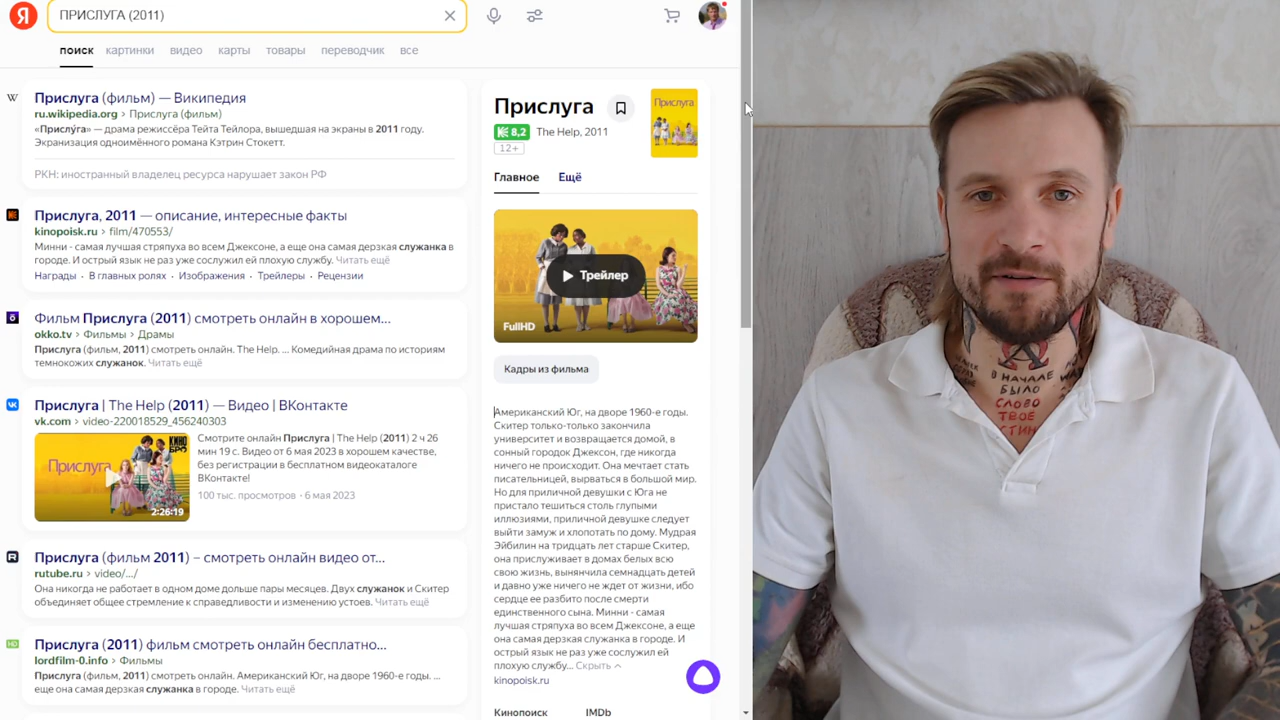 Я
ПРИСЛУГА (2011)
поиск
картинки
видео
карты
товары
переводчик
все
W
Прислуга (фильм) — Википедия
ru.wikipedia.org › Прислуга (фильм)
«Прислу́га» — драма режиссёра Тейта Тейлора, вышедшая на экраны в 2011 году.
Экранизация одноимённого романа Кэтрин Стокетт.
РКН: иностранный владелец ресурса нарушает закон РФ
Прислуга, 2011 — описание, интересные факты
kinopoisk.ru › film/470553/
Минни - самая лучшая стряпуха во всем Джексоне, а еще она самая дерзкая служанка в
городе. И острый язык не раз уже сослужил ей плохую службу. Читать ещё
Награды · В главных ролях · Изображения · Трейлеры · Рецензии
Фильм Прислуга (2011) смотреть онлайн в хорошем...
okko.tv › Фильмы › Драмы
Прислуга (фильм, 2011) смотреть онлайн. The Help. ... Комедийная драма по историям
темнокожих служанок. Читать ещё
Прислуга | The Help (2011) — Видео | ВКонтакте
vk.com › video-220018529_456240303
Прислуга
КИНО
БРО
2:26:19
Смотрите онлайн Прислуга | The Help (2011) 2 ч 26
мин 19 с. Видео от 6 мая 2023 в хорошем качестве,
без регистрации в бесплатном видеокаталоге
ВКонтакте!
100 тыс. просмотров · 6 мая 2023
Прислуга (фильм 2011) – смотреть онлайн видео от...
rutube.ru › video/.../
Она никогда не работает в одном доме дольше пары месяцев. Двух служанок и Скитер
объединяет общее стремление к справедливости и изменению устоев. Читать ещё
HD
Прислуга (2011) фильм смотреть онлайн бесплатно...
lordfilm-0.info › Фильмы
Прислуга (фильм, 2011) смотреть онлайн. Американский Юг, на дворе 1960-е годы. ...
еще она самая дерзкая служанка в городе. Читать ещё
Прислуга
8,2 The Help, 2011
12+
Прислуга
Главное
Ещё
Трейлер
FullHD
Кадры из фильма
Американский Юг, на дворе 1960-е годы.
Скитер только-только закончила
университет и возвращается домой, в
сонный городок Джексон, где никогда
ничего не происходит. Она мечтает стать
писательницей, вырваться в большой мир.
Но для приличной девушки с Юга не
пристало тешиться столь глупыми
иллюзиями, приличной девушке следует
выйти замуж и хлопотать по дому. Мудрая
Эйбилин на тридцать лет старше Скитер,
она прислуживает в домах белых всю
свою жизнь, вынянчила семнадцать детей
и давно уже ничего не ждет от жизни, ибо
сердце ее разбито после смерти
единственного сына. Минни - самая
лучшая стряпуха во всем Джексоне, а еще
она самая дерзкая служанка в городе. И
острый язык не раз уже сослужил ей
плохую службу... Скрыть
kinopoisk.ru
Кинопоиск
IMDb
В НАЧАЛЕ
БЫЛО
СЛОВО
ТВОЕ